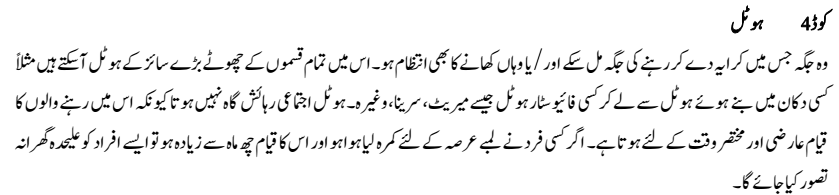 کوڈ4 ہوٹل
وہ جگہ جس میں کرایہ دے کر رہنے کی جگہ مل سکے اور/ یا وہاں کھانے کا بھی انتظام ہو۔ اس میں تمام قسموں کے چھوٹے بڑے سائز کے ہوٹل آسکتے ہیں مثلاً
کسی دکان میں بنے ہوئے ہوٹل سے لے کر کسی فائیو سٹار ہوٹل جیسے میریٹ، سرینا، وغیرہ۔ ہوٹل اجتماعی رہائش گاہ نہیں ہوتا کیونکہ اس میں رہنے والوں کا
قیام عارضی اور مختصر وقت کے لئے ہوتا ہے۔ اگر کسی فرد نے لمبے عرصہ کے لئے کمرہ لیا ہوا ہو اور اس کا قیام چھ ماہ سے زیادہ ہو تو ایسے افراد کو علیحدہ گھرانہ
تصور کیا جائے گا۔